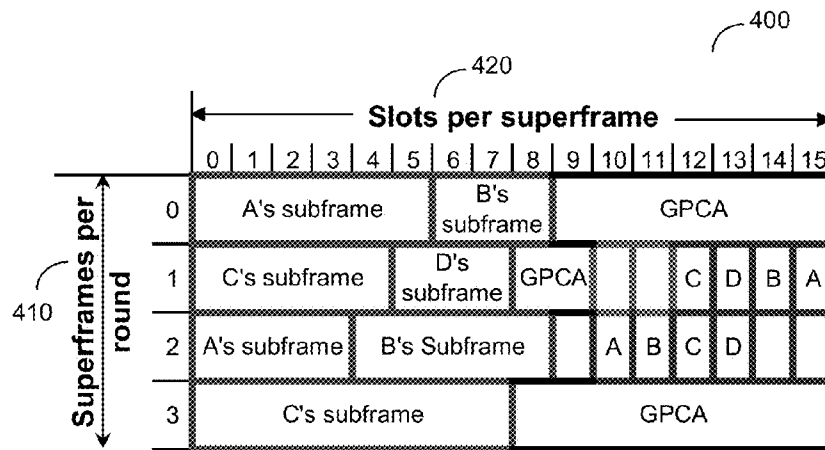 400
420
Slots per superframe
0 1 2 3 4 5 6 7 8 9 10 11 12 13 14 15
Superframes per
round
410
0 A's subframe B's subframe GPCA
1 C's subframe D's subframe GPCA C D B A
2 A's subframe B's Subframe A B C D
3 C's subframe GPCA